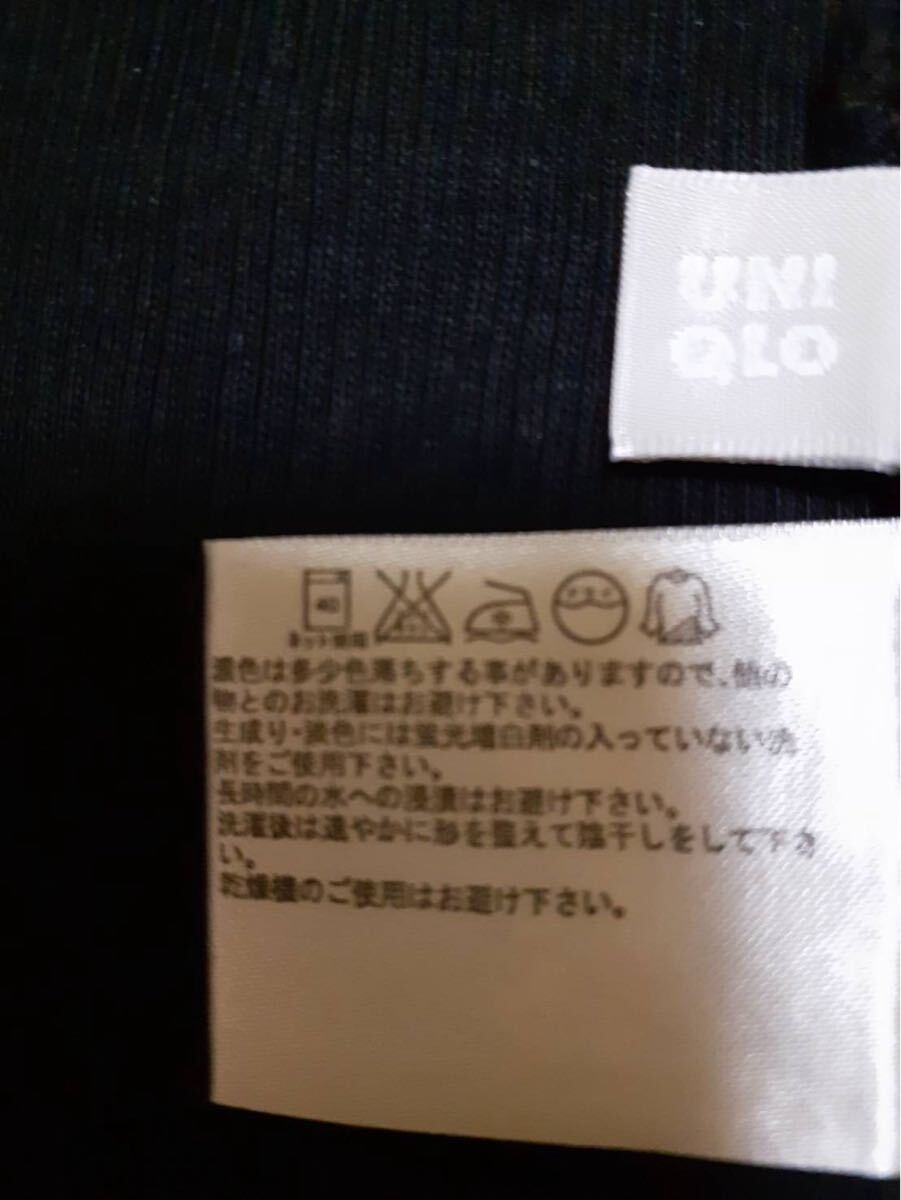 UNI
QLO
40
ネット使用
濃色は多少色落ちする事がありますので、他の
物とのお洗濯はお避け下さい。
生成り・淡色には蛍光増白剤の入っていない洗
剤をご使用下さい。
長時間の水への浸漬はお避け下さい。
洗濯後は速やかに形を整えて陰干しをして下さ
い。
乾燥機のご使用はお避け下さい。